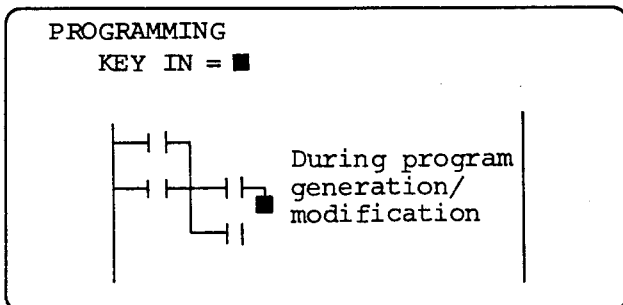 PROGRAMMING
KEY IN = ■
During program
generation/
modification